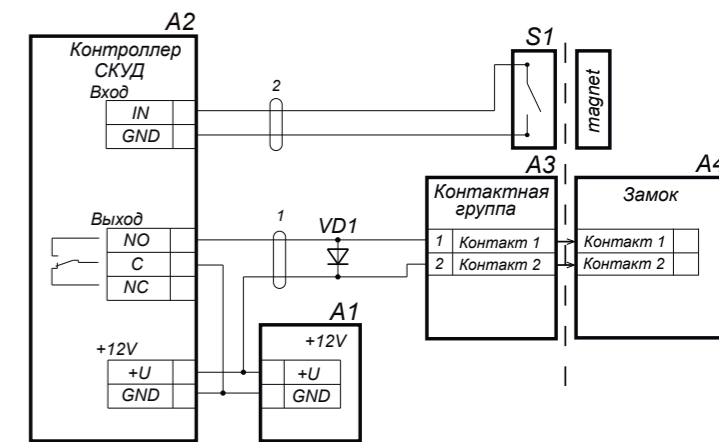 A2
Контроллер
СКУД
Вход
IN
GND
2
S1
magnet
A3
Контактная
группа
1 Контакт 1
2 Контакт 2
A4
Замок
Контакт 1
Контакт 2
Выход
NO
C
NC
1
VD1
+12V
+U
GND
A1
+12V
+U
GND